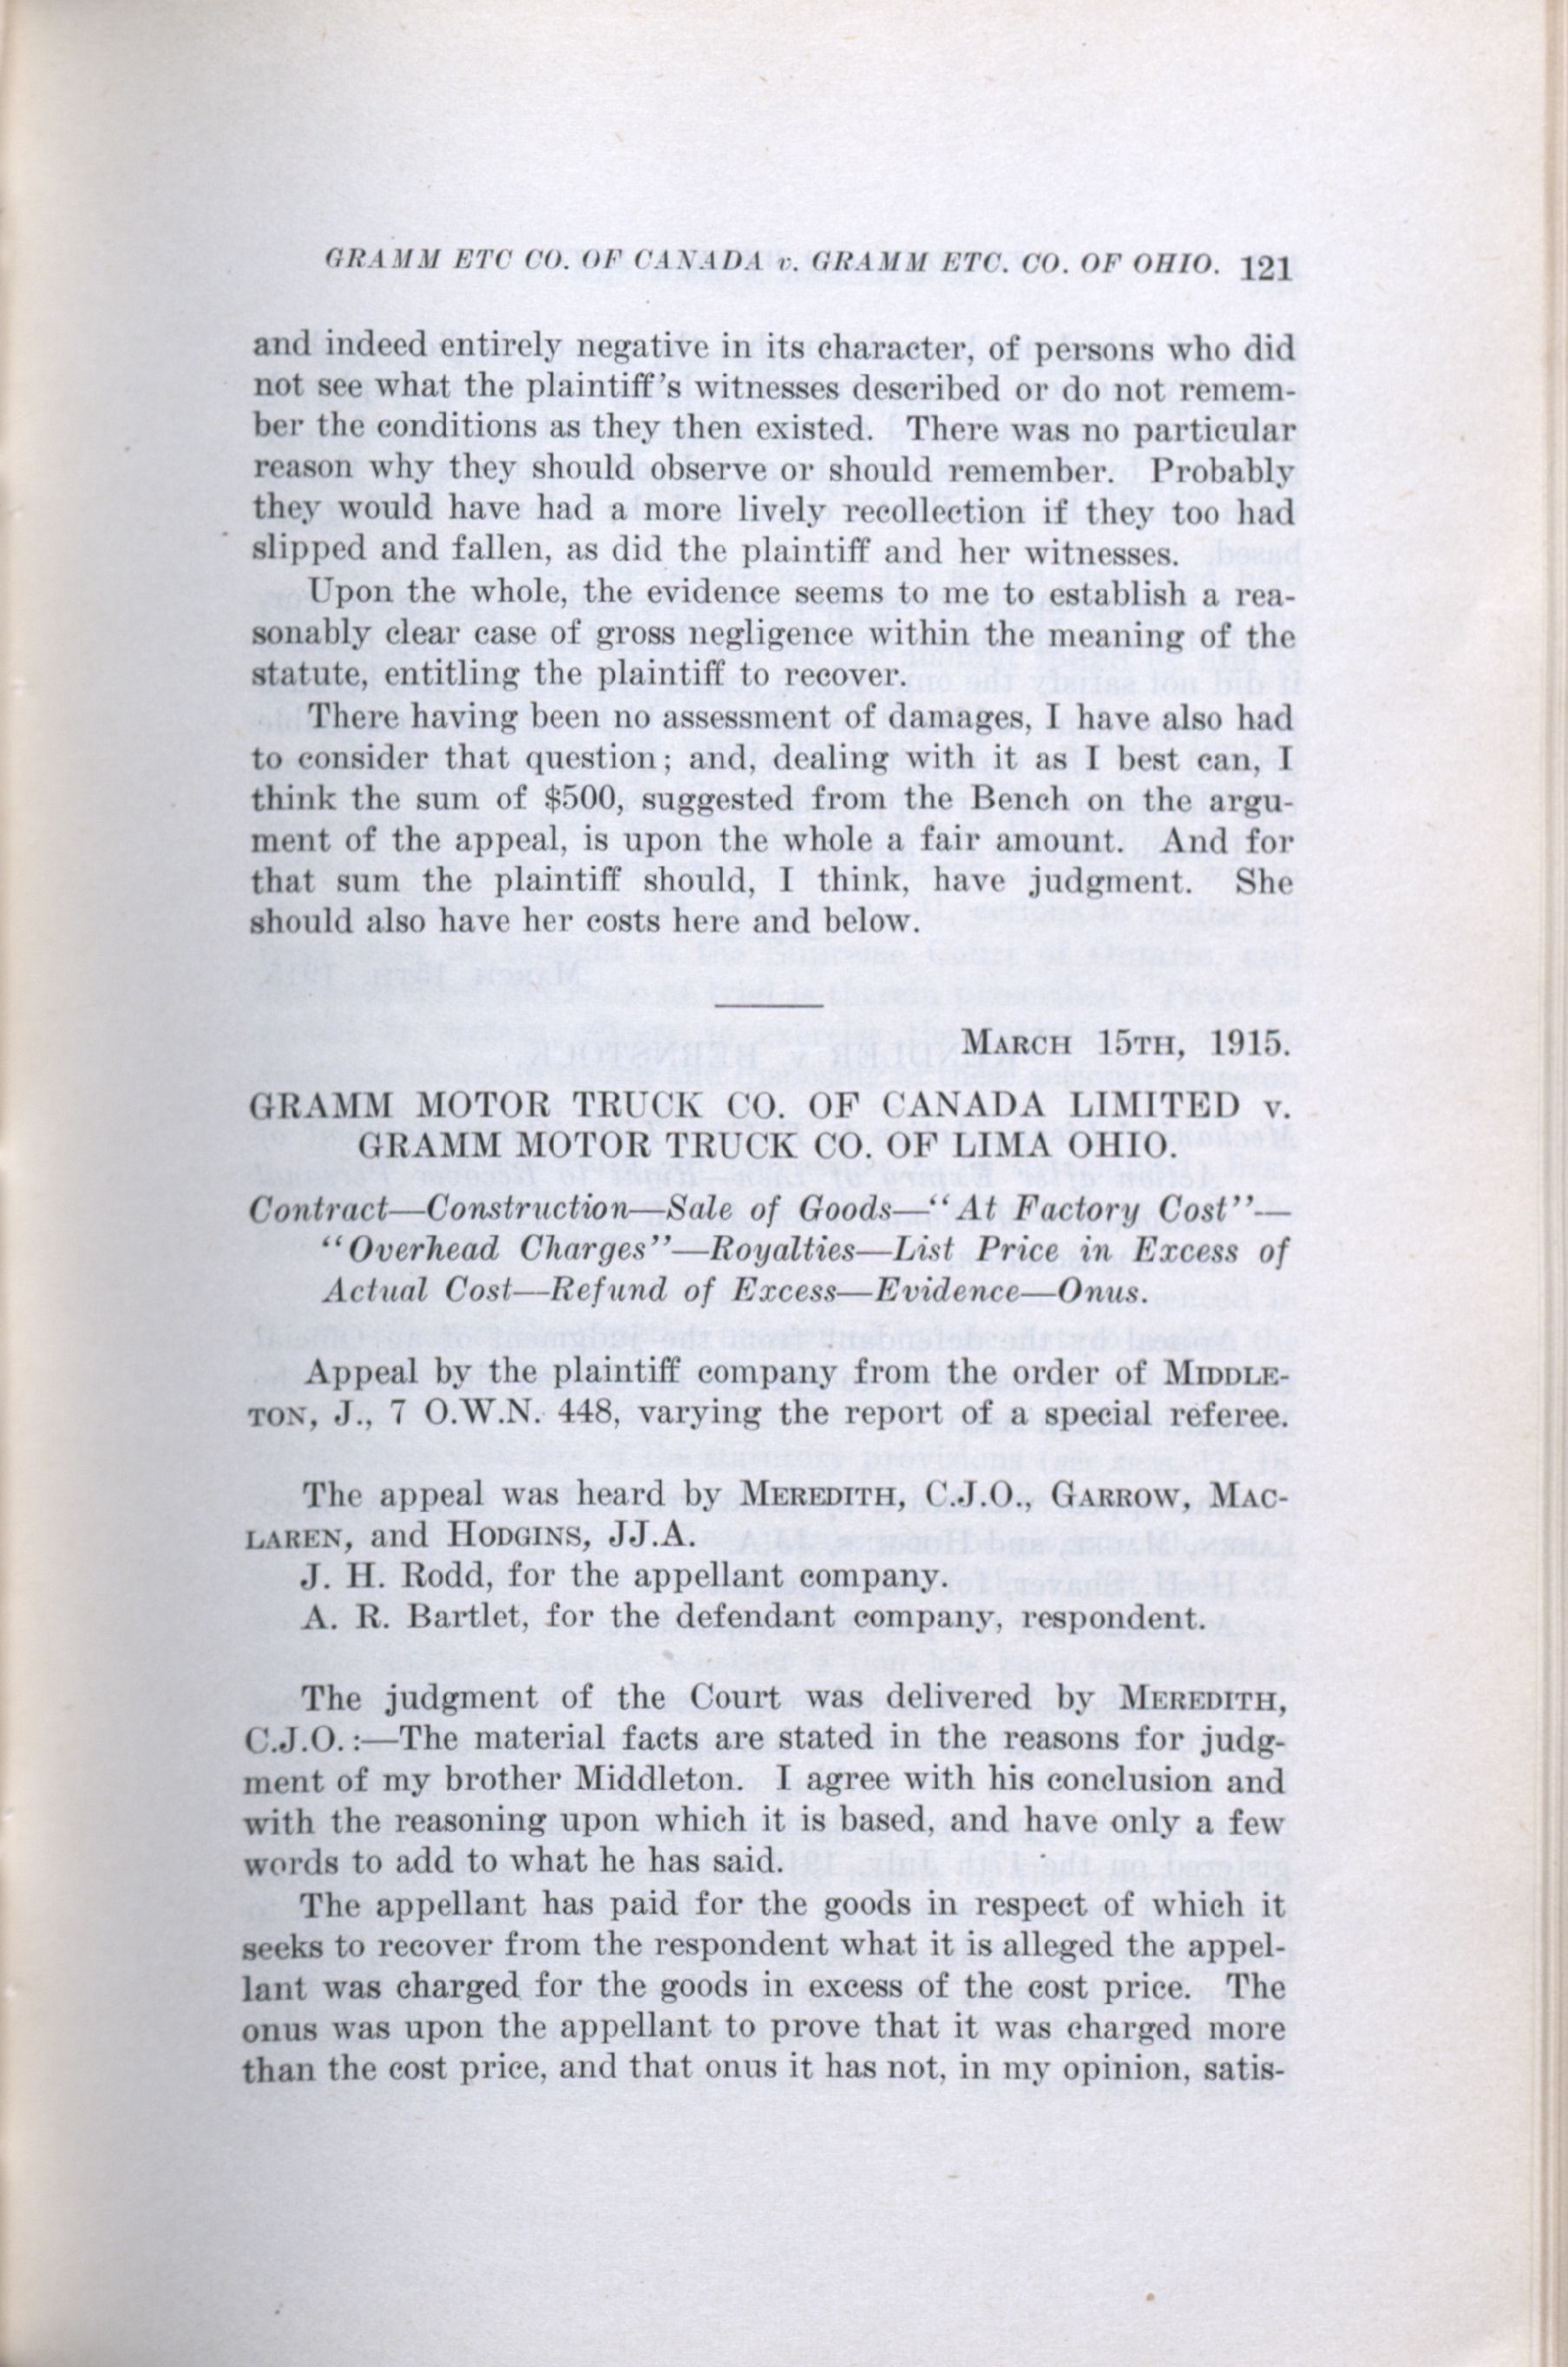 GRAMM ETC CO. OF CANADA v. GRAMM ETC. CO. OF OHIO. 121
and indeed entirely negative in its character, of persons who did
not see what the plaintiff's witnesses described or do not remem-
ber the conditions as they then existed. There was no particular
reason why they should observe or should remember. Probably
they would have had a more lively recollection if they too had
slipped and fallen, as did the plaintiff and her witnesses.
Upon the whole, the evidence seems to me to establish a rea-
sonably clear case of gross negligence within the meaning of the
statute, entitling the plaintiff to recover.
There having been no assessment of damages, I have also had
to consider that question; and, dealing with it as I best can, I
think the sum of $500, suggested from the Bench on the argu-
ment of the appeal, is upon the whole a fair amount. And for
that sum the plaintiff should, I think, have judgment. She
should also have her costs here and below.
MARCH 15TH, 1915.
GRAMM MOTOR TRUCK CO. OF CANADA LIMITED v.
GRAMM MOTOR TRUCK CO. OF LIMA OHIO.
Contract—Construction—Sale of Goods—"At Factory Cost"—
"Overhead Charges"—Royalties—List Price in Excess of
Actual Cost—Refund of Excess—Evidence—Onus.
Appeal by the plaintiff company from the order of MIDDLE-
TON, J., 7 O.W.N. 448, varying the report of a special referee.
The appeal was heard by MEREDITH, C.J.O., GARROW, MAC-
LAREN, and HODGINS, JJ.A.
J. H. Rodd, for the appellant company.
A. R. Bartlet, for the defendant company, respondent.
The judgment of the Court was delivered by MEREDITH,
C.J.O.:—The material facts are stated in the reasons for judg-
ment of my brother Middleton. I agree with his conclusion and
with the reasoning upon which it is based, and have only a few
words to add to what he has said.
The appellant has paid for the goods in respect of which it
seeks to recover from the respondent what it is alleged the appel-
lant was charged for the goods in excess of the cost price. The
onus was upon the appellant to prove that it was charged more
than the cost price, and that onus it has not, in my opinion, satis-